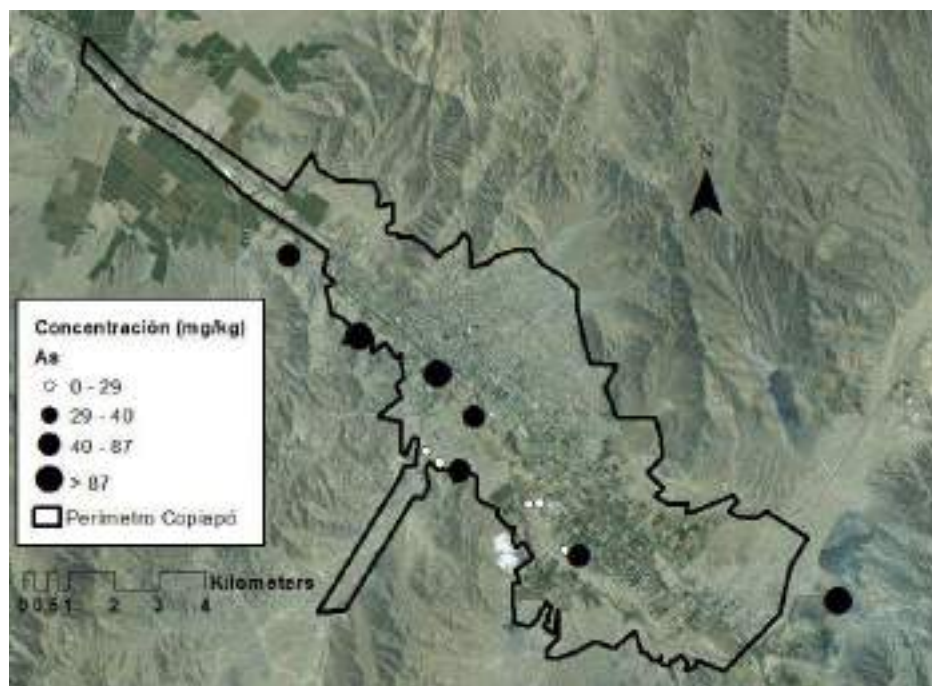 N
Concentración (mg/kg)
As
0 - 29
29 - 40
40 - 87
> 87
Perímetro Copiapó
Kilometers
0 0,5 1 2 3 4